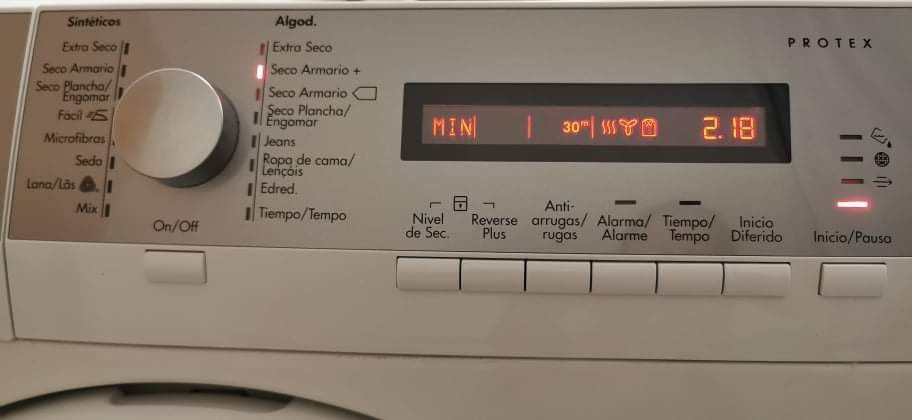 Sintéticos
Extra Seco
Seco Armario
Seco Plancha/
Engomar
Fácil
Microfibras
Seda
Lana/Lãs
Mix
Algod.
Extra Seco
Seco Armario +
Seco Armario
Seco Plancha/
Engomar
Jeans
Ropa de cama/
Lençóis
Edred.
Tiempo/Tempo
On/Off
PROTEX
MIN 30m 2.18
Nivel
de Sec.
Reverse
Plus
Anti-
arrugas/
rugas
Alarma/
Alarme
Tiempo/
Tempo
Inicio
Diferido
Inicio/Pausa